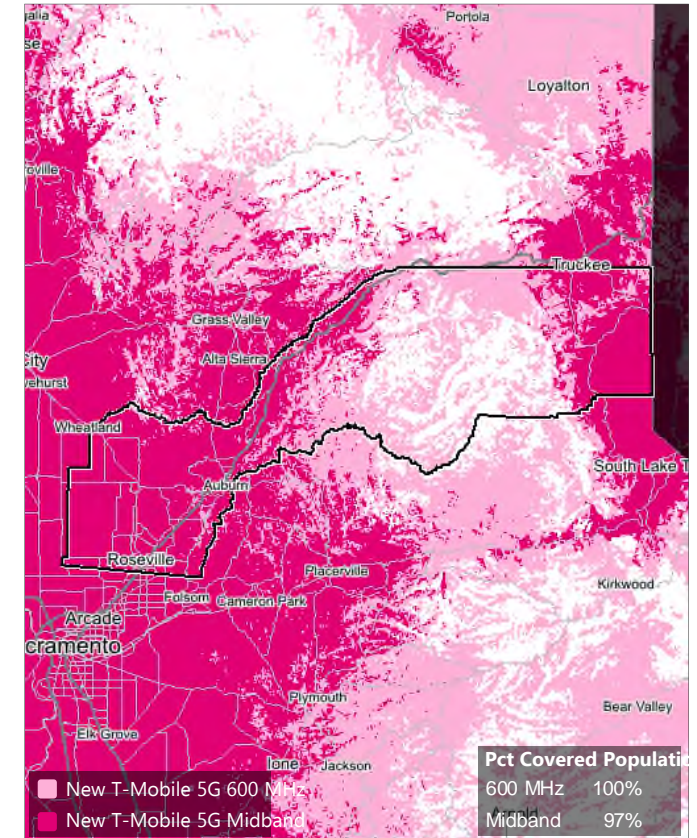 Portola
Loyalton
Truckee
Grass Valley
City
Alta Sierra
Wheatland
South Lake T
Auburn
Roseville
Placerville
Kirkwood
Folsom
Cameron Park
Arcade
cramento
Plymouth
Bear Valley
Elk Grove
Ione
Jackson
Pct Covered Populatio
New T-Mobile 5G 600 MHz
600 MHz 100%
New T-Mobile 5G Midband
Midband 97%